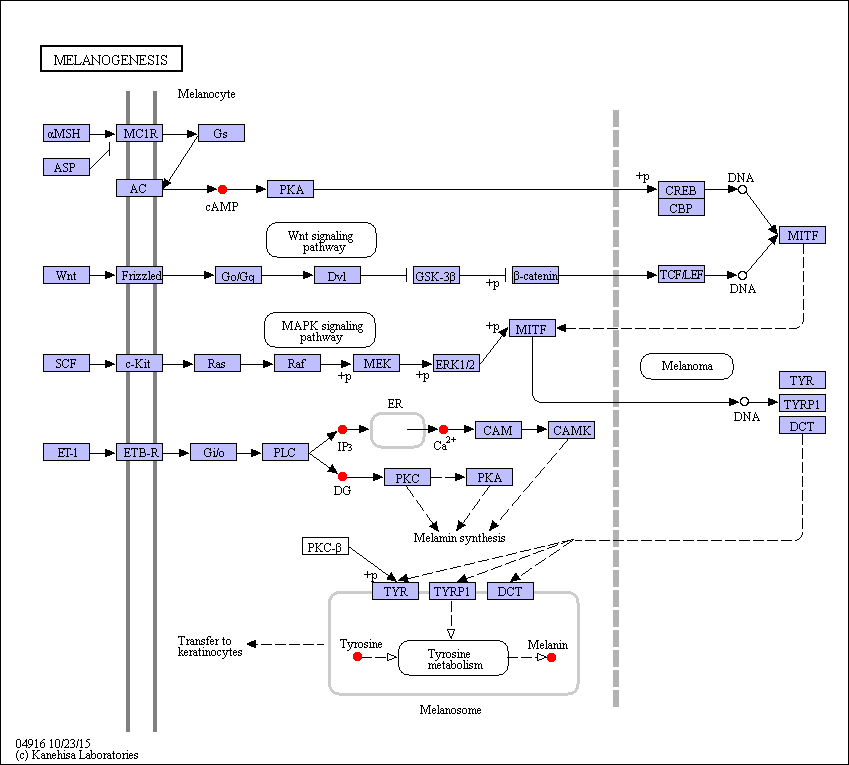 MELANOGENESIS
Melanocyte
αMSH
MC1R
Gs
ASP
AC
cAMP
PKA
+p
CREB
CBP
DNA
MITF
Wnt signaling
pathway
Wnt
Frizzled
Go/Gq
Dvl
GSK-3β
+p
β-catenin
TCF/LEF
DNA
MAPK signaling
pathway
+p
MITF
SCF
c-Kit
Ras
Raf
+p
MEK
+p
ERK1/2
Melanoma
TYR
TYRP1
DCT
DNA
ER
IP3
Ca2+
CAM
CAMK
ET-1
ETB-R
Gi/o
PLC
DG
PKC
PKA
Melamin synthesis
PKC-β
+p
TYR
TYRP1
DCT
Transfer to
keratinocytes
Tyrosine
Tyrosine
metabolism
Melanin
Melanosome
04916 10/23/15
(c) Kanehisa Laboratories